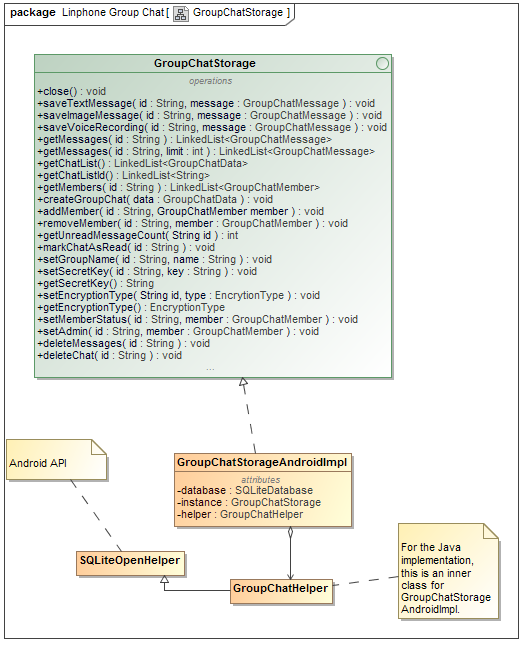 package Linphone Group Chat [ GroupChatStorage ]
GroupChatStorage
operations
+close() : void
+saveTextMessage( id : String, message : GroupChatMessage ) : void
+saveImageMessage( id : String, message : GroupChatMessage ) : void
+saveVoiceRecording( id : String, message : GroupChatMessage ) : void
+getMessages( id : String ) : LinkedList<GroupChatMessage>
+getMessages( id : String, limit : int ) : LinkedList<GroupChatMessage>
+getChatList() : LinkedList<GroupChatData>
+getChatListId() : LinkedList<String>
+getMembers( id : String ) : LinkedList<GroupChatMember>
+createGroupChat( data : GroupChatData ) : void
+addMember( id : String, GroupChatMember member ) : void
+removeMember( id : String, member : GroupChatMember ) : void
+getUnreadMessageCount( String id ) : int
+markChatAsRead( id : String ) : void
+setGroupName( id : String, name : String ) : void
+setSecretKey( id : String, key : String ) : void
+getSecretKey() : String
+setEncryptionType( String id, type : EncrytionType ) : void
+getEncryptionType() : EncryptionType
+setMemberStatus( id : String, member : GroupChatMember ) : void
+setAdmin( id : String, member : GroupChatMember ) : void
+deleteMessages( id : String ) : void
+deleteChat( id : String ) : void
...
Android API
GroupChatStorageAndroidImpl
attributes
-database : SQLiteDatabase
-instance : GroupChatStorage
-helper : GroupChatHelper
SQLiteOpenHelper
GroupChatHelper
For the Java
implementation,
this is an inner
class for
GroupChatStorage
AndroidImpl.